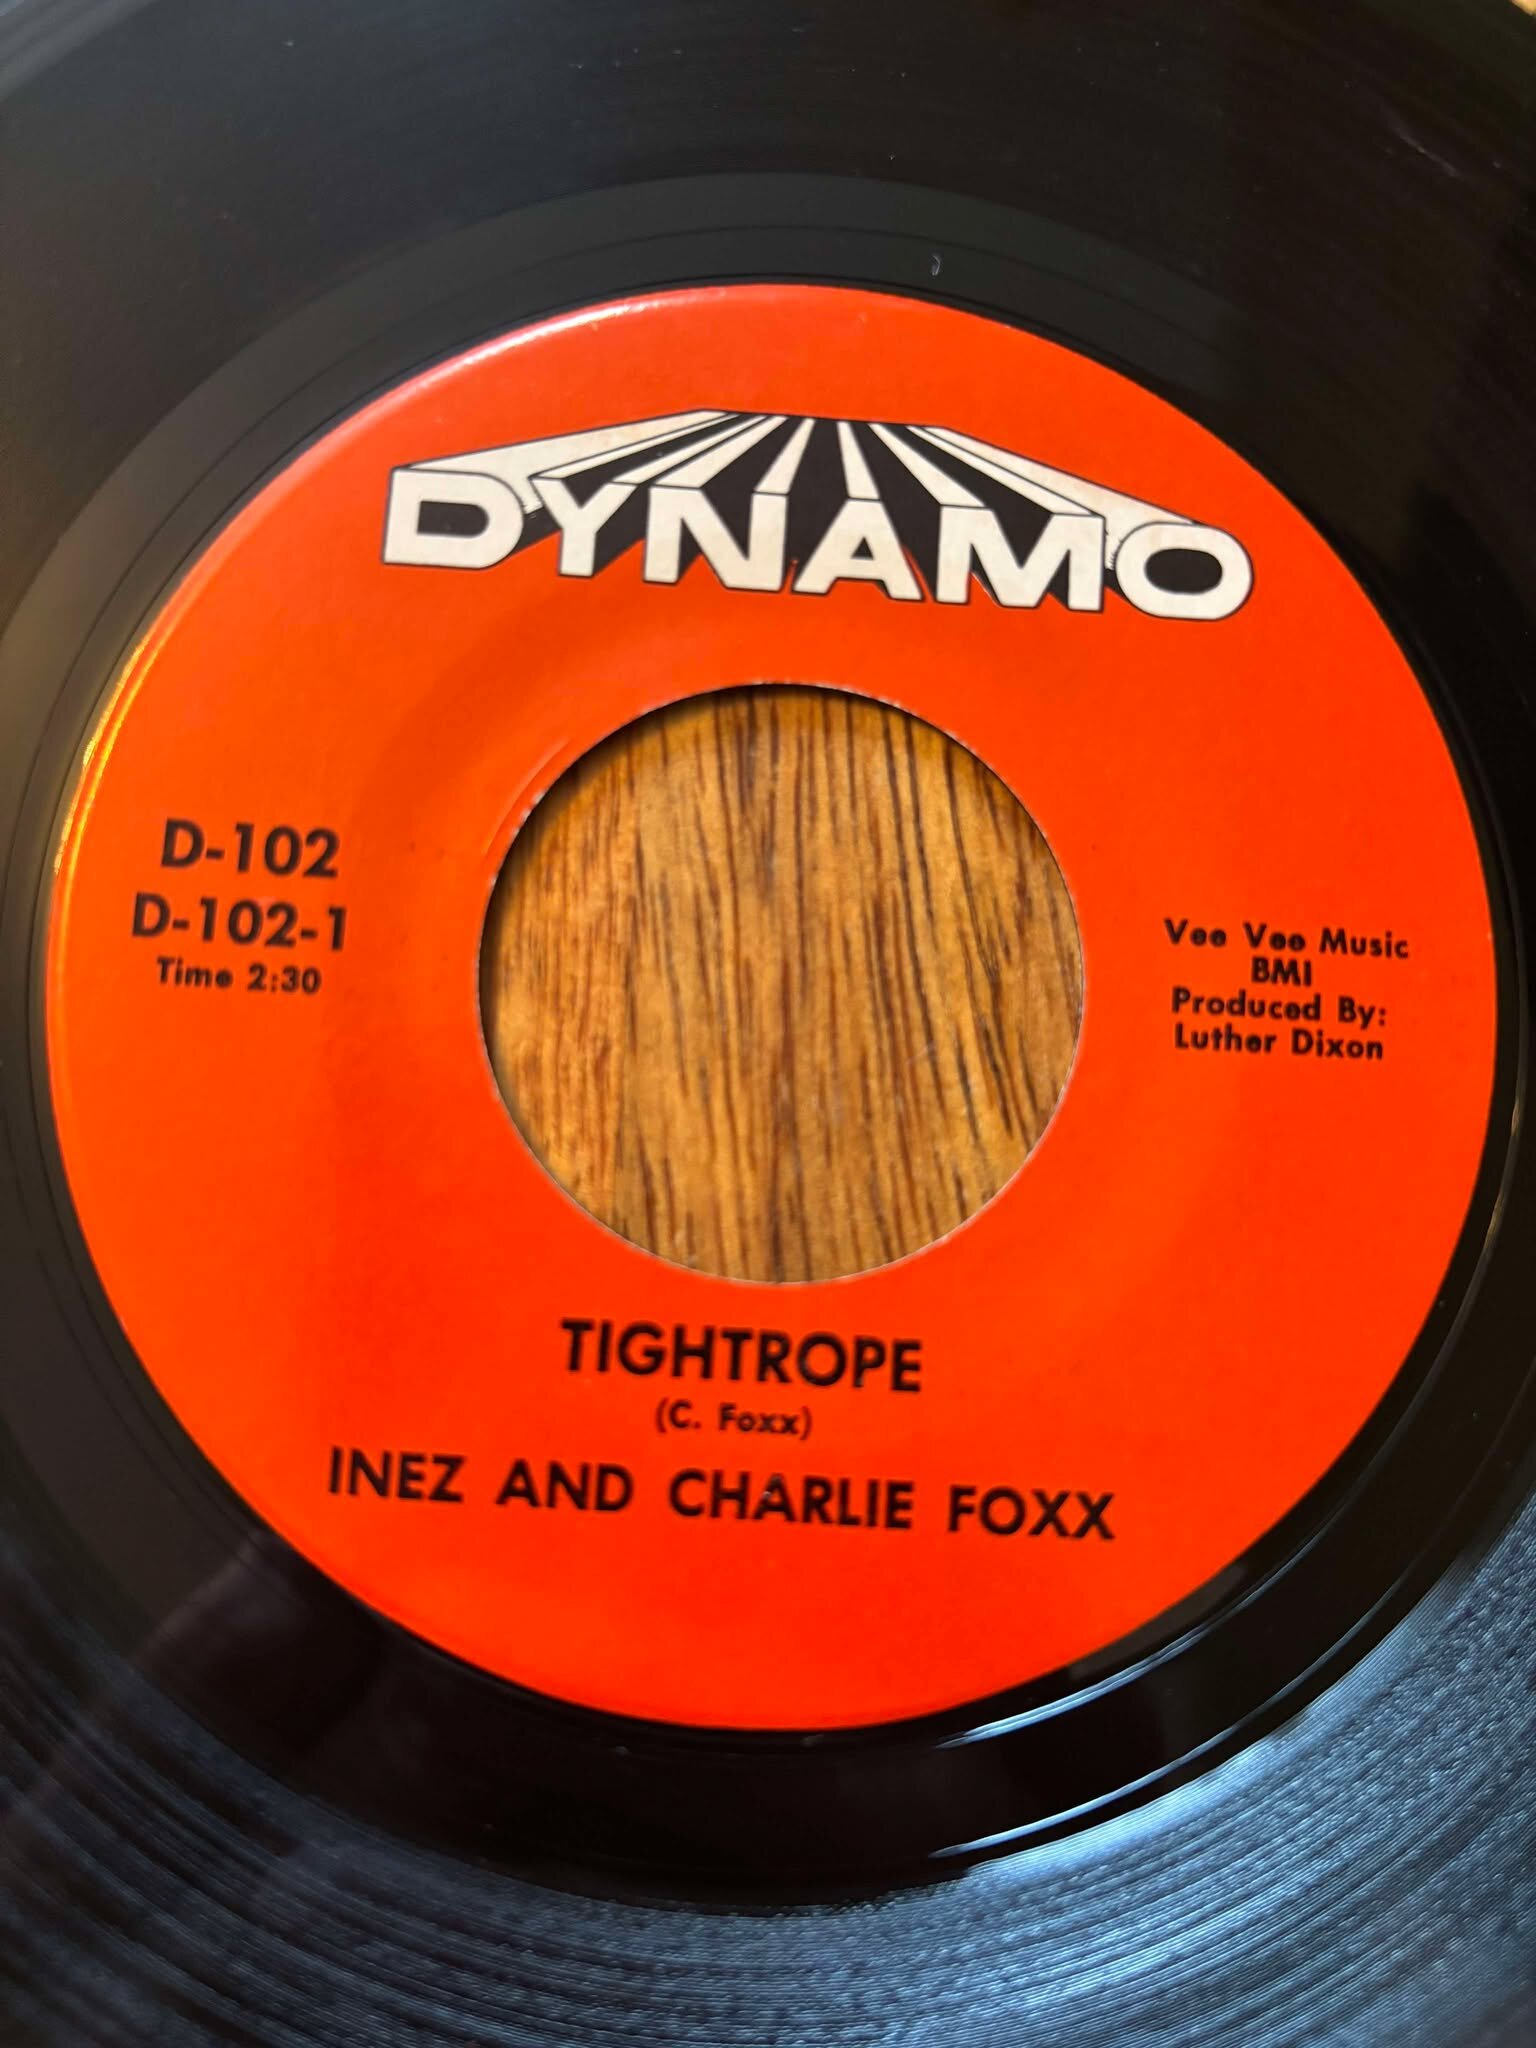 DYNAMO
D-102
D-102-1
Time 2:30
Vee Vee Music
BMI
Produced By:
Luther Dixon
TIGHTROPE
(C. Foxx)
INEZ AND CHARLIE FOXX